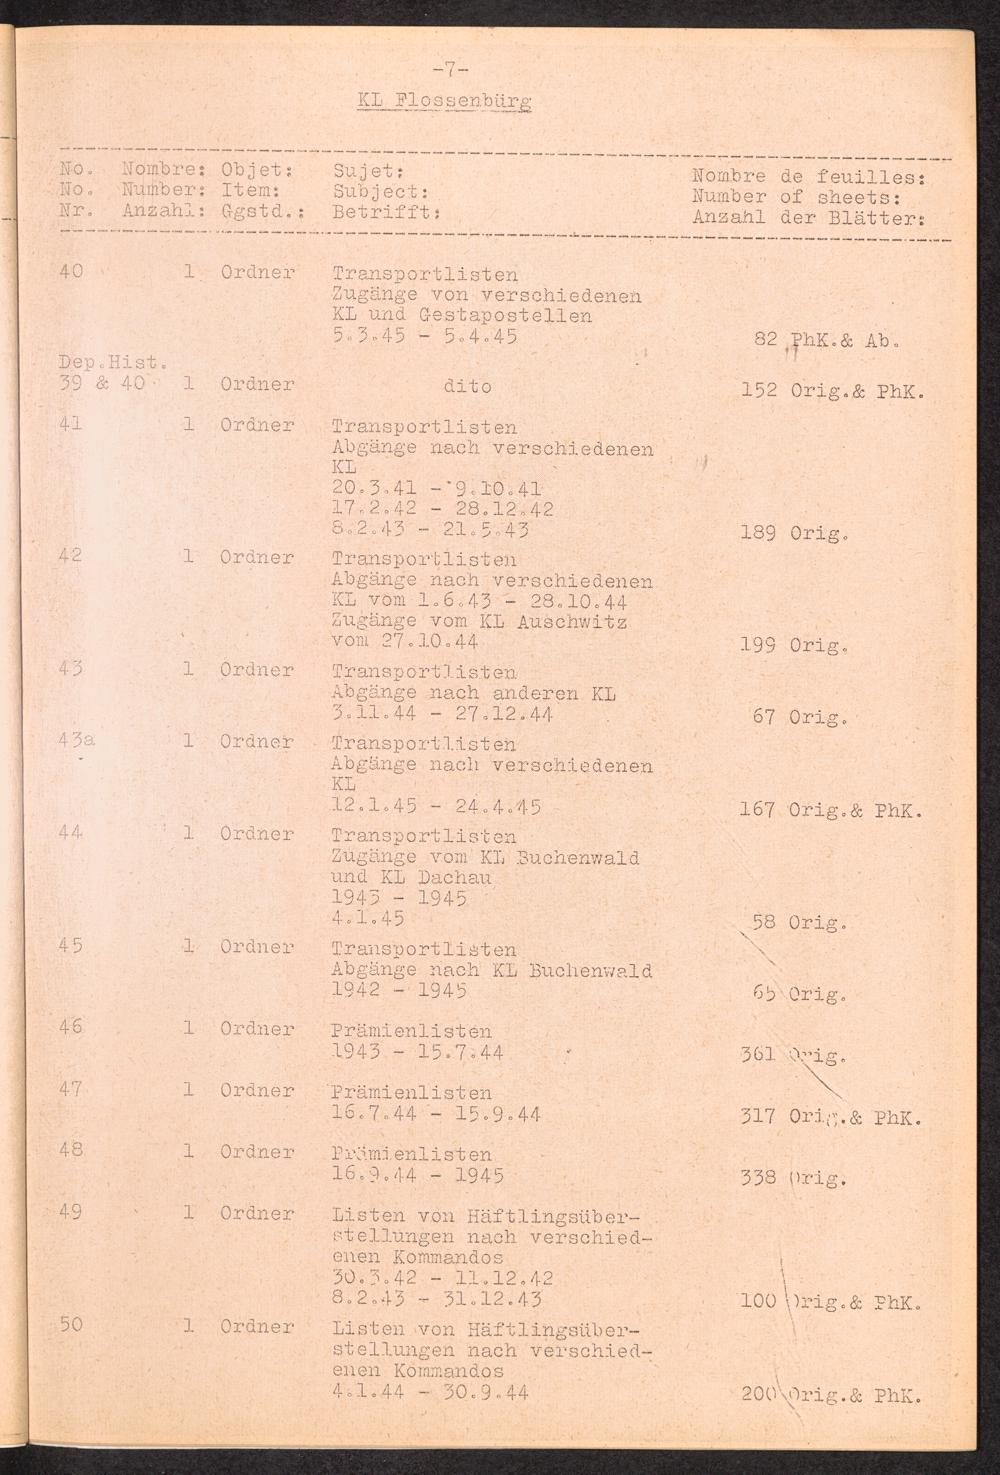 -7-
KL Flossenbürg
No. Nombre: Objet: Sujet: Nombre de feuilles:
No. Number: Item: Subject: Number of sheets:
Nr. Anzahl: Ggstd.: Betrifft: Anzahl der Blätter:
40 1 Ordner Transportlisten
Zugänge von verschiedenen
KL und Gestapostellen
5.3.45 - 5.4.45 82 PhK.& Ab.
Dep.Hist.
39 & 40 1 Ordner dito 152 Orig.& PhK.
41 1 Ordner Transportlisten
Abgänge nach verschiedenen
KL
20.3.41 - 9.10.41
17.2.42 - 28.12.42
8.2.43 - 21.5.43 189 Orig.
42 1 Ordner Transportlisten
Abgänge nach verschiedenen
KL vom 1.6.43 - 28.10.44
Zugänge vom KL Auschwitz
vom 27.10.44 199 Orig.
43 1 Ordner Transportlisten
Abgänge nach anderen KL
3.11.44 - 27.12.44 67 Orig.
43a 1 Ordner Transportlisten
Abgänge nach verschiedenen
KL
12.1.45 - 24.4.45 167 Orig.& PhK.
44 1 Ordner Transportlisten
Zugänge vom KL Buchenwald
und KL Dachau
1943 - 1945
4.1.45 58 Orig.
45 1 Ordner Transportlisten
Abgänge nach KL Buchenwald
1942 - 1945 65 Orig.
46 1 Ordner Prämienlisten
1943 - 15.7.44 361 Orig.
47 1 Ordner Prämienlisten
16.7.44 - 15.9.44 317 Orig.& PhK.
48 1 Ordner Prämienlisten
16.9.44 - 1945 338 Orig.
49 1 Ordner Listen von Häftlingsüber-
stellungen nach verschied-
enen Kommandos
30.3.42 - 11.12.42
8.2.43 - 31.12.43 100 Orig.& PhK.
50 1 Ordner Listen von Häftlingsüber-
stellungen nach verschied-
enen Kommandos
4.1.44 - 30.9.44 200 Orig.& PhK.